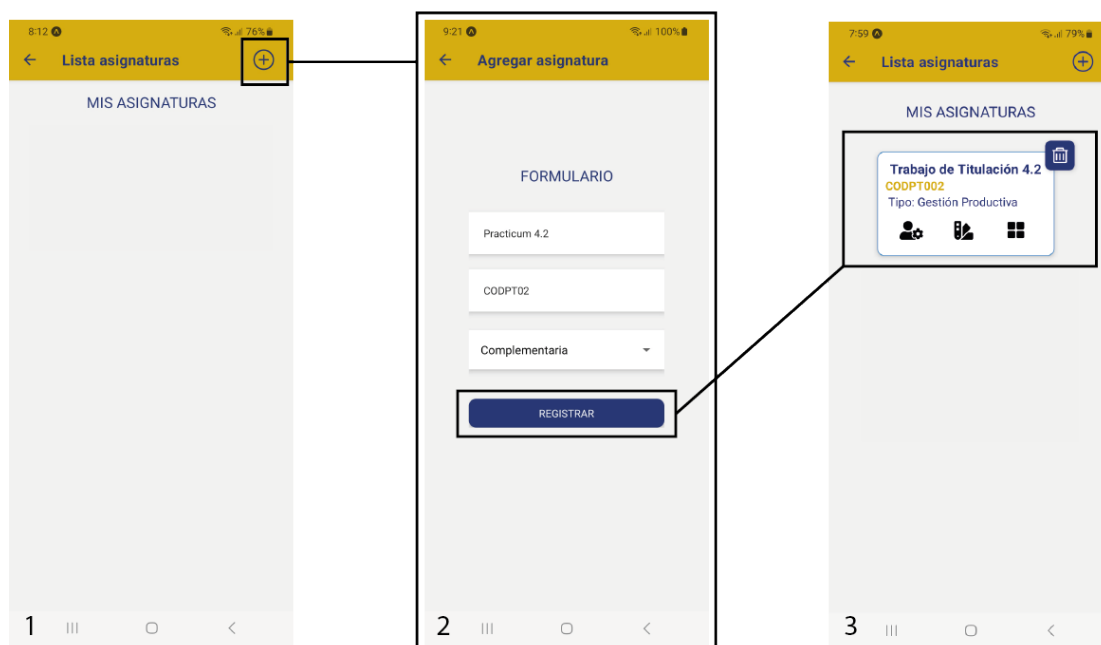 8:12
76%
Lista asignaturas
MIS ASIGNATURAS
1
9:21
100%
Agregar asignatura
FORMULARIO
Practicum 4.2
CODPT02
Complementaria
REGISTRAR
2
7:59
79%
Lista asignaturas
MIS ASIGNATURAS
Trabajo de Titulación 4.2
CODPT002
Tipo: Gestión Productiva
3